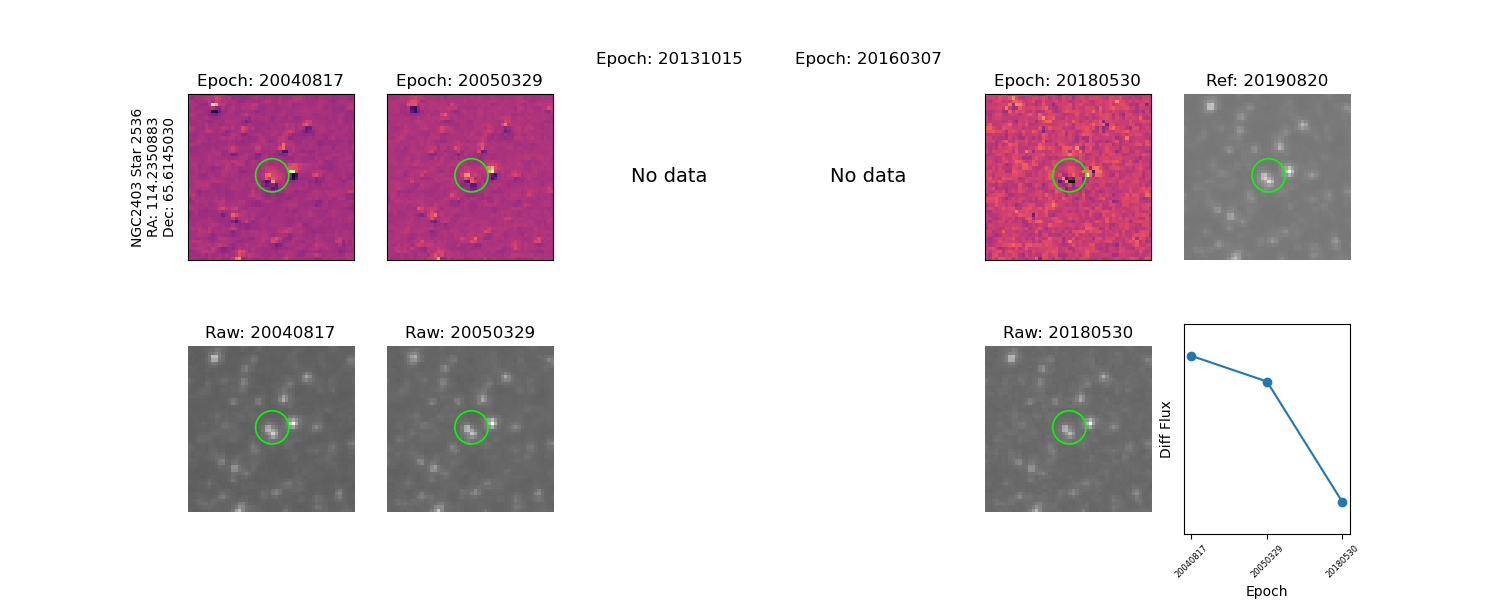 Epoch: 20131015
Epoch: 20160307
Epoch: 20040817
Epoch: 20050329
Epoch: 20180530
Ref: 20190820
NGC2403 Star 2536
RA: 114.2350883
Dec: 65.6145030
No data
No data
Raw: 20040817
Raw: 20050329
Raw: 20180530
Diff Flux
20040817
20050329
20180530
Epoch